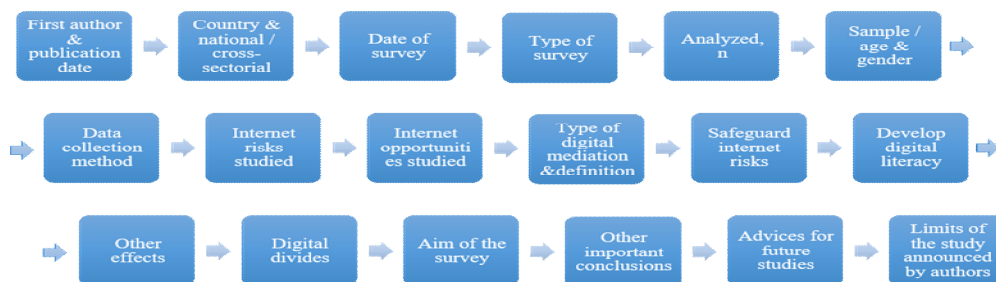 First author
&
publication
date
Country &
national /
cross-
sectorial
Date of
survey
Type of
survey
Analyzed,
n
Sample /
age &
gender
Data
collection
method
Internet
risks studied
Internet
opportuniti
es studied
Type of
digital
mediation
&definition
Safeguard
internet
risks
Develop
digital
literacy
Other
effects
Digital
divides
Aim of the
survey
Other
important
conclusions
Advices for
future
studies
Limits of
the study
announced
by authors